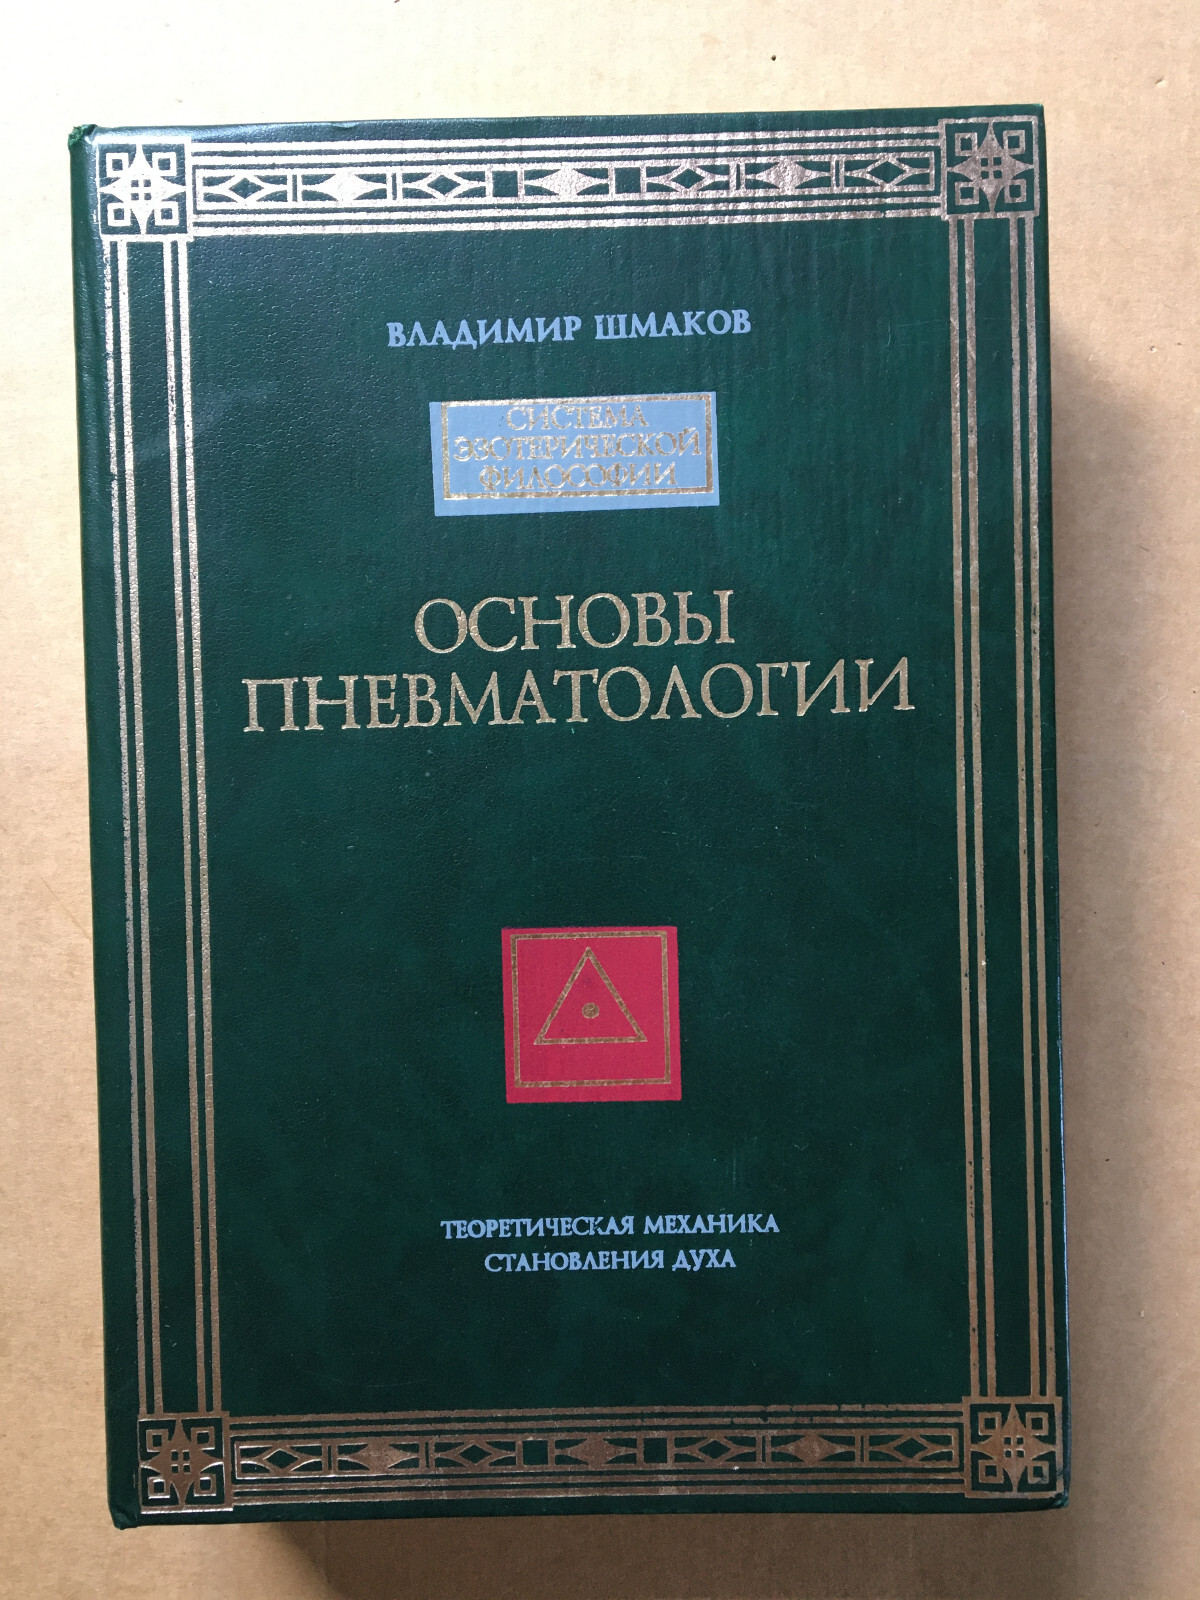 ВЛАДИМИР ШМАКОВ
СИСТЕМА
ЭЗОТЕРИЧЕСКОЙ
ФИЛОСОФИИ
ОСНОВЫ
ПНЕВМАТОЛОГИИ
ТЕОРЕТИЧЕСКАЯ МЕХАНИКА
СТАНОВЛЕНИЯ ДУХА